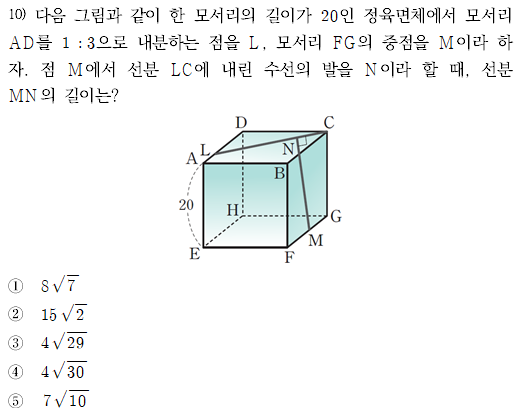 10) 다음 그림과 같이 한 모서리의 길이가 20인 정육면체에서 모서리
AD를 1 : 3으로 내분하는 점을 L, 모서리 FG의 중점을 M이라 하
자. 점 M에서 선분 LC에 내린 수선의 발을 N이라 할 때, 선분
MN의 길이는?
D C
L N
A B
20 H G
M
E F
① 8√7
② 15√2
③ 4√29
④ 4√30
⑤ 7√10